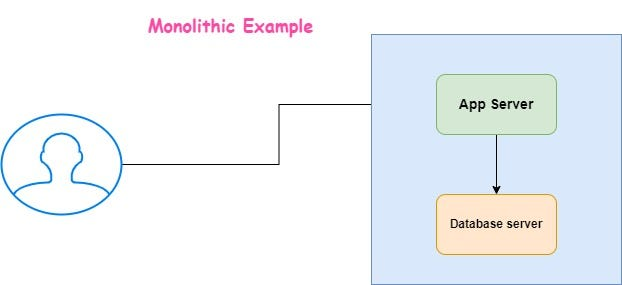 Monolithic Example
App Server
Database server